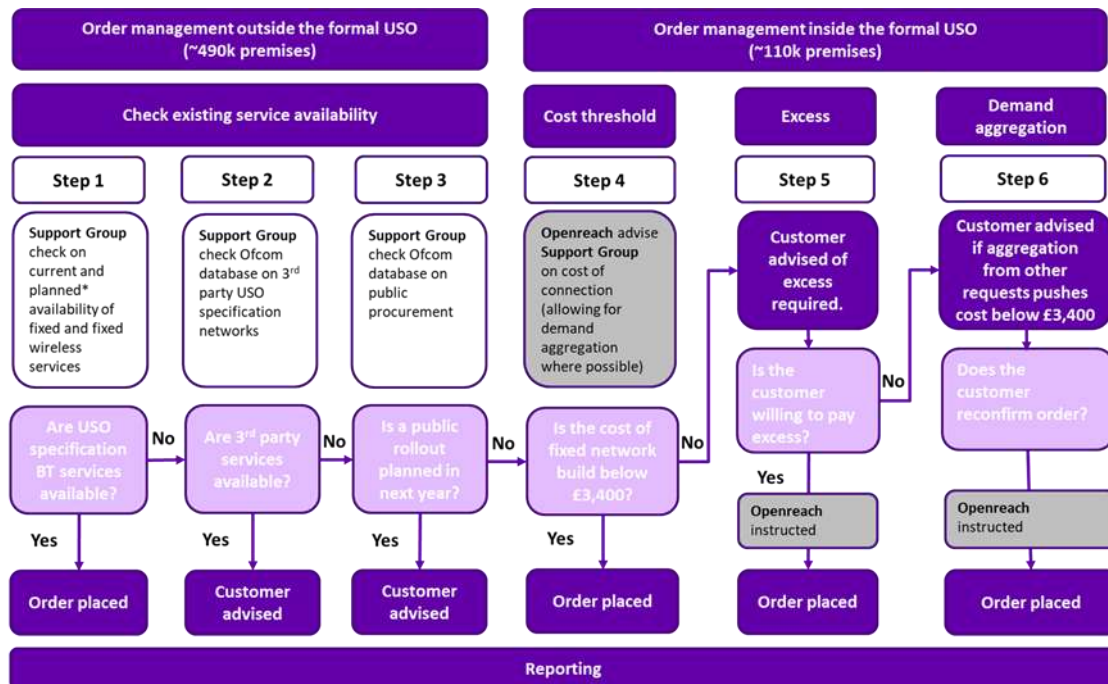 Order management outside the formal USO
(~490k premises)
Order management inside the formal USO
(~110k premises)
Check existing service availability
Cost threshold
Excess
Demand
aggregation
Step 1
Step 2
Step 3
Step 4
Step 5
Step 6
Support Group
check on
current and
planned* 
availability of
fixed and fixed
wireless
services
Support Group
check Ofcom
database on 3rd
party USO
specification
networks
Support Group
check Ofcom
database on
public
procurement
Openreach advise
Support Group
on cost of
connection
(allowing for
demand
aggregation
where possible)
Customer
advised of
excess
required.
Customer advised
if aggregation
from other
requests pushes
cost below £3,400
Are USO
specification
BT services
available?
No
Are 3rd party
services
available?
No
Is a public
rollout
planned in
next year?
No
Is the cost of
fixed network
build below
£3,400?
No
Is the
customer
willing to pay
excess?
No
Does the
customer
reconfirm order?
Yes
Yes
Yes
Yes
Yes
Openreach
instructed
Openreach
instructed
Order placed
Customer
advised
Customer
advised
Order placed
Order placed
Order placed
Reporting